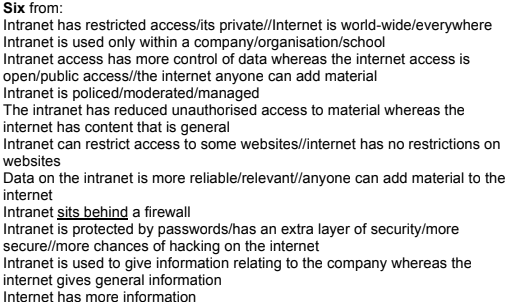 Six from:
Intranet has restricted access/its private//Internet is world-wide/everywhere
Intranet is used only within a company/organisation/school
Intranet access has more control of data whereas the internet access is
open/public access//the internet anyone can add material
Intranet is policed/moderated/managed
The intranet has reduced unauthorised access to material whereas the
internet has content that is general
Intranet can restrict access to some websites//internet has no restrictions on
websites
Data on the intranet is more reliable/relevant//anyone can add material to the
internet
Intranet sits behind a firewall
Intranet is protected by passwords/has an extra layer of security/more
secure//more chances of hacking on the internet
Intranet is used to give information relating to the company whereas the
internet gives general information
Internet has more information